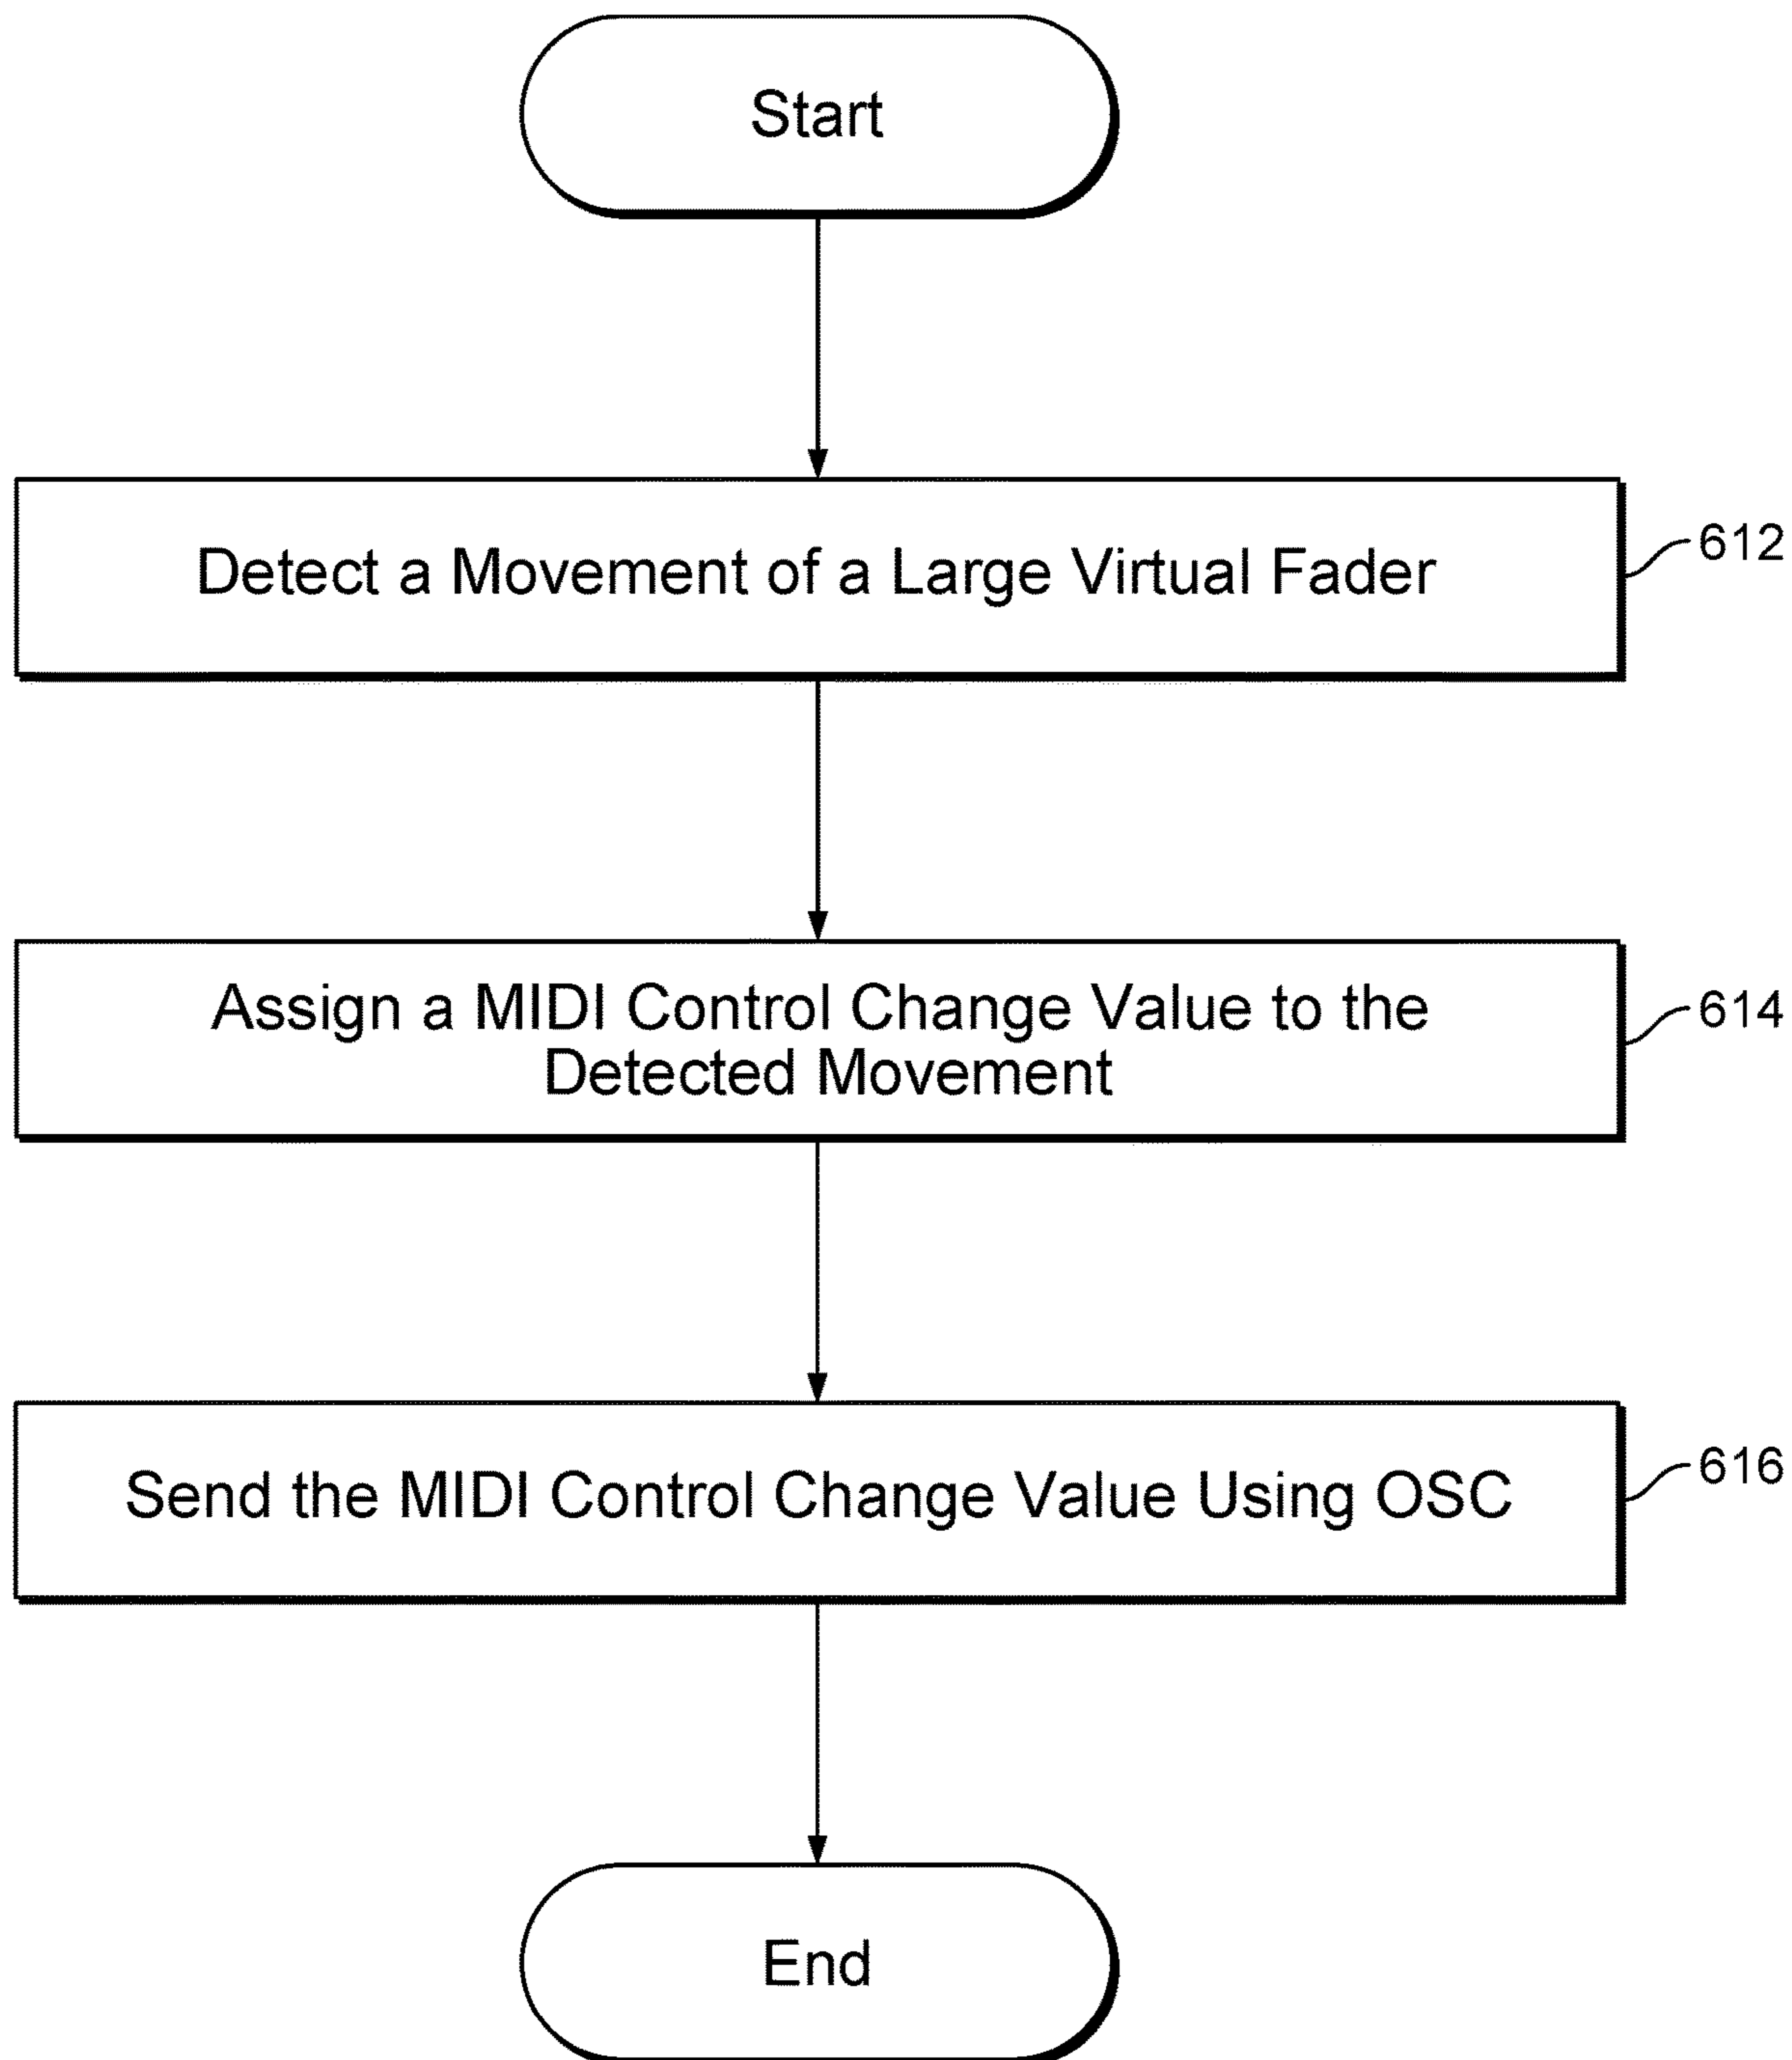 Start
Detect a Movement of a Large Virtual Fader
612
Assign a MIDI Control Change Value to the
Detected Movement
614
Send the MIDI Control Change Value Using OSC
616
End